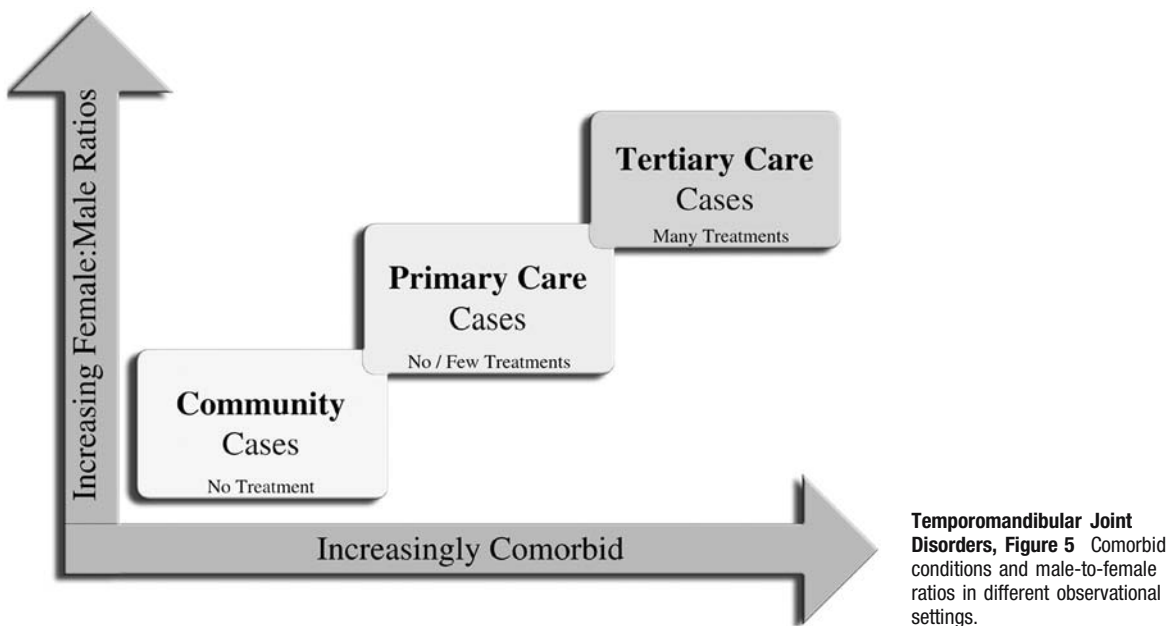 Increasing Female:Male Ratios
Tertiary Care
Cases
Many Treatments
Primary Care
Cases
No / Few Treatments
Community
Cases
No Treatment
Increasingly Comorbid
Temporomandibular Joint
Disorders, Figure 5 Comorbid
conditions and male-to-female
ratios in different observational
settings.